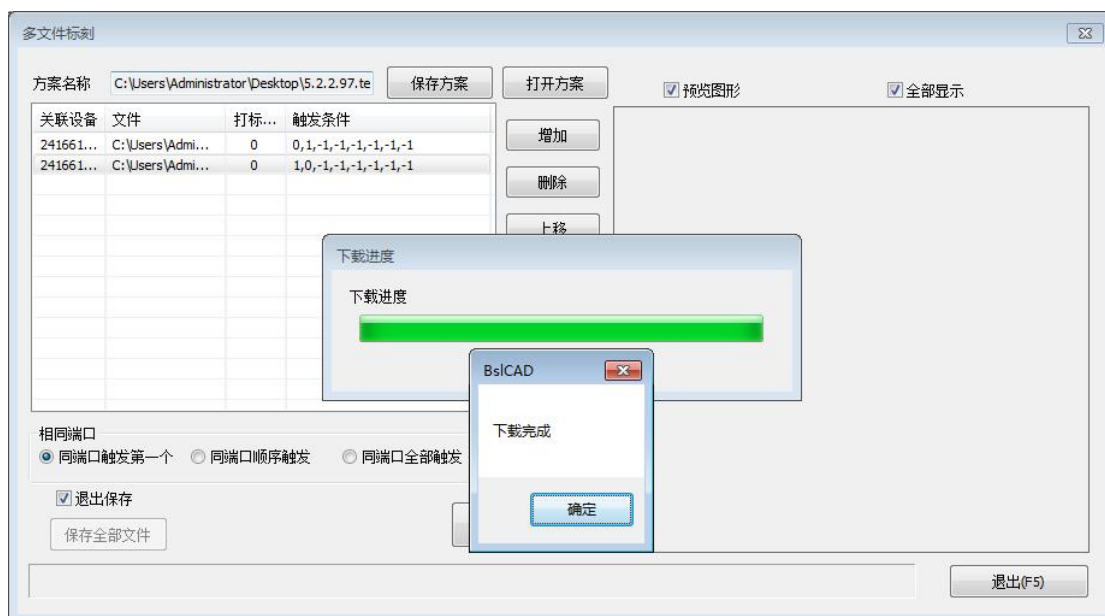 多文件标刻
方案名称 C:\Users\Administrator\Desktop\5.2.2.97.te 保存方案 打开方案
预览图形 全部显示
关联设备 文件 打标... 触发条件
241661... C:\Users\Admi... 0 0,1,-1,-1,-1,-1,-1,-1
241661... C:\Users\Admi... 0 1,0,-1,-1,-1,-1,-1,-1
增加
删除
上移
下载进度
下载进度
BslCAD
下载完成
确定
相同端口
同端口触发第一个 同端口顺序触发 同端口全部触发
退出保存
保存全部文件
退出(F5)